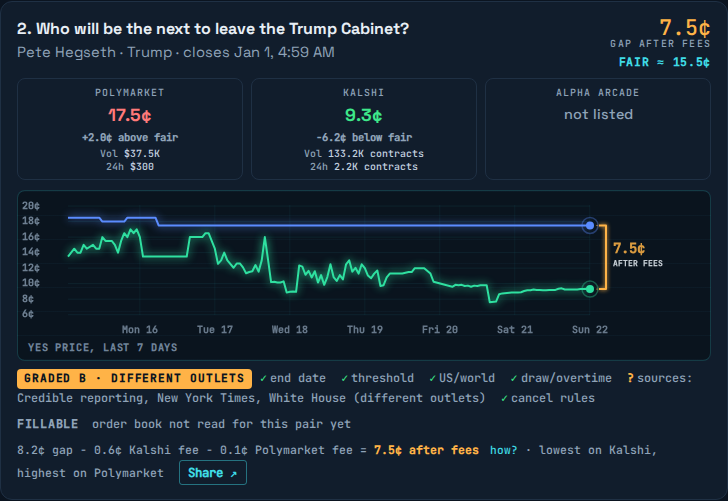 2. Who will be the next to leave the Trump Cabinet?
Pete Hegseth · Trump · closes Jan 1, 4:59 AM
7.5¢
GAP AFTER FEES
FAIR ≈ 15.5¢
POLYMARKET
17.5¢
+2.0¢ above fair
Vol $37.5K
24h $300
KALSHI
9.3¢
-6.2¢ below fair
Vol 133.2K contracts
24h 2.2K contracts
ALPHA ARCADE
not listed
20¢
18¢
16¢
14¢
12¢
10¢
8¢
6¢
7.5¢
AFTER FEES
Mon 16 Tue 17 Wed 18 Thu 19 Fri 20 Sat 21 Sun 22
YES PRICE, LAST 7 DAYS
GRADED B · DIFFERENT OUTLETS ✓ end date ✓ threshold ✓ US/world ✓ draw/overtime ? sources:
Credible reporting, New York Times, White House (different outlets) ✓ cancel rules
FILLABLE order book not read for this pair yet
8.2¢ gap - 0.6¢ Kalshi fee - 0.1¢ Polymarket fee = 7.5¢ after fees how? · lowest on Kalshi,
highest on Polymarket Share ↗